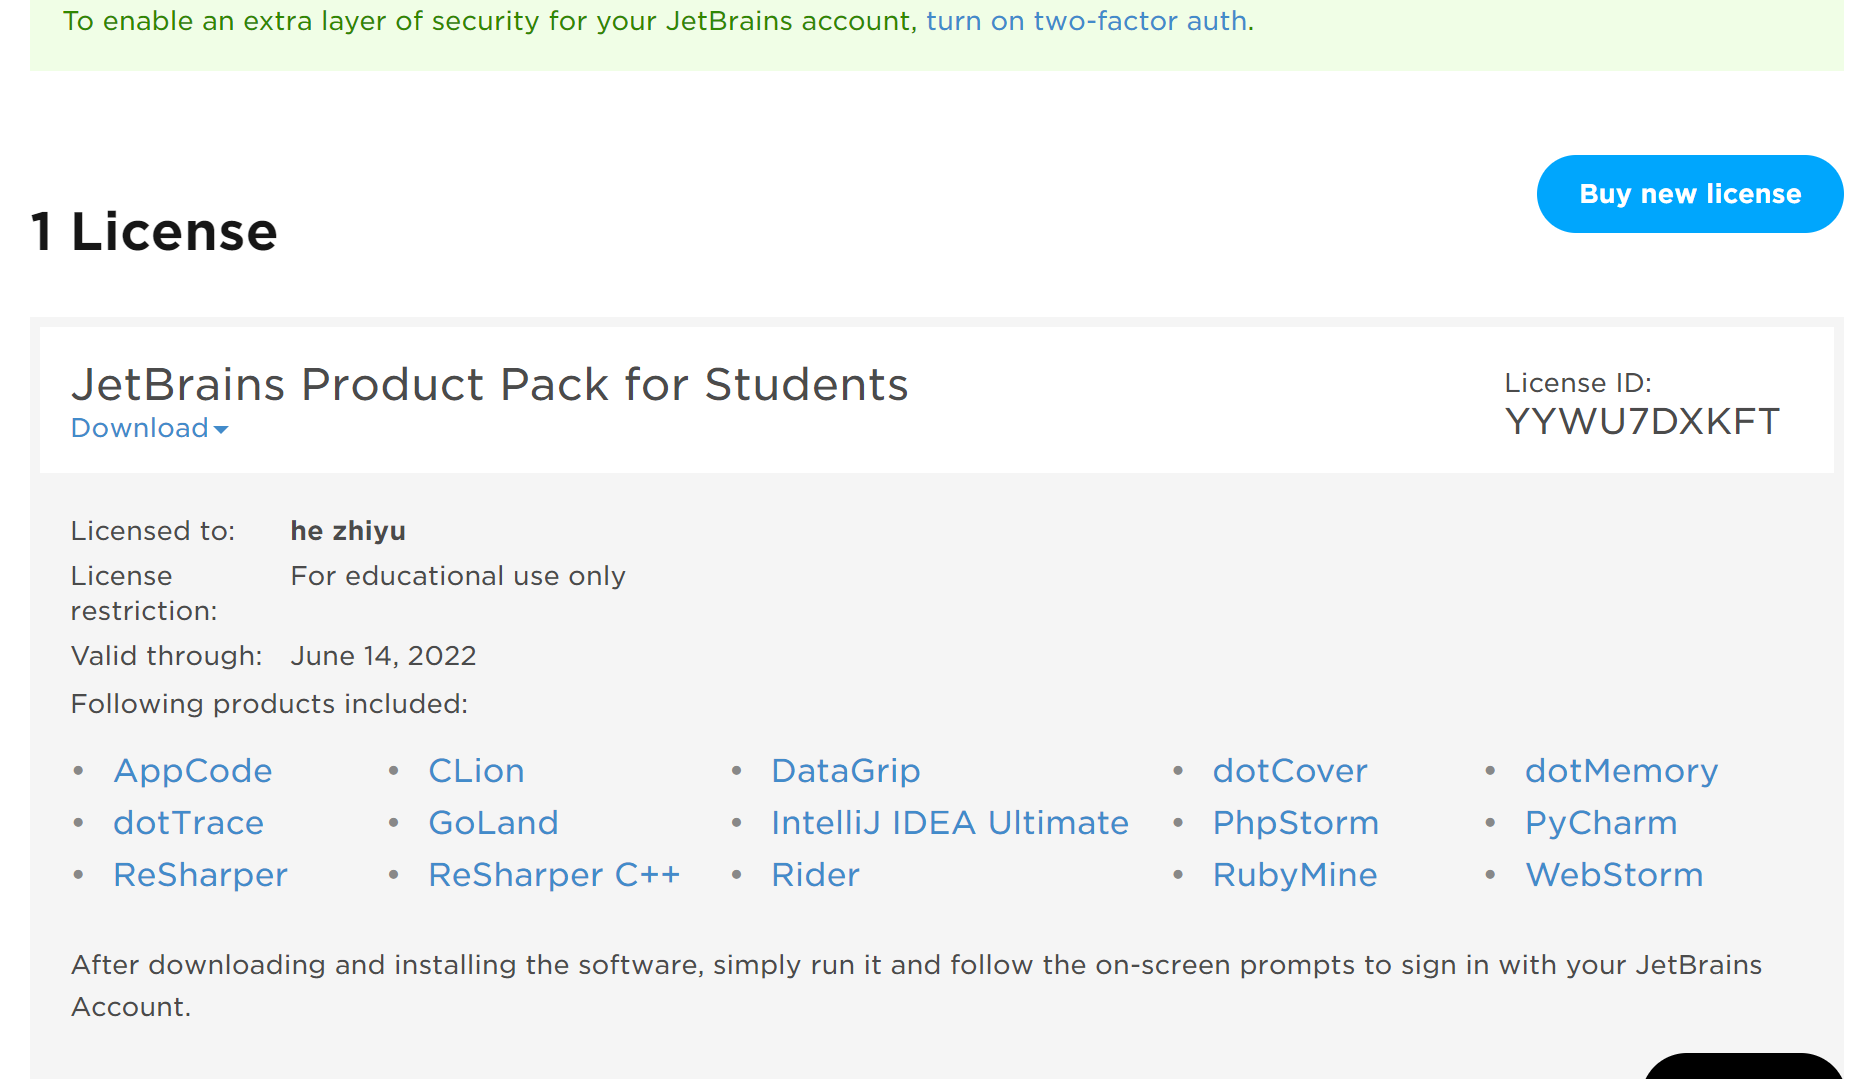 To enable an extra layer of security for your JetBrains account, turn on two-factor auth.
Buy new license
1 License
JetBrains Product Pack for Students
Download
License ID:
YYWU7DXKFT
Licensed to: he zhiyu
License restriction: For educational use only
Valid through: June 14, 2022
Following products included:
• AppCode • CLion • DataGrip • dotCover • dotMemory
• dotTrace • GoLand • IntelliJ IDEA Ultimate • PhpStorm • PyCharm
• ReSharper • ReSharper C++ • Rider • RubyMine • WebStorm
After downloading and installing the software, simply run it and follow the on-screen prompts to sign in with your JetBrains
Account.